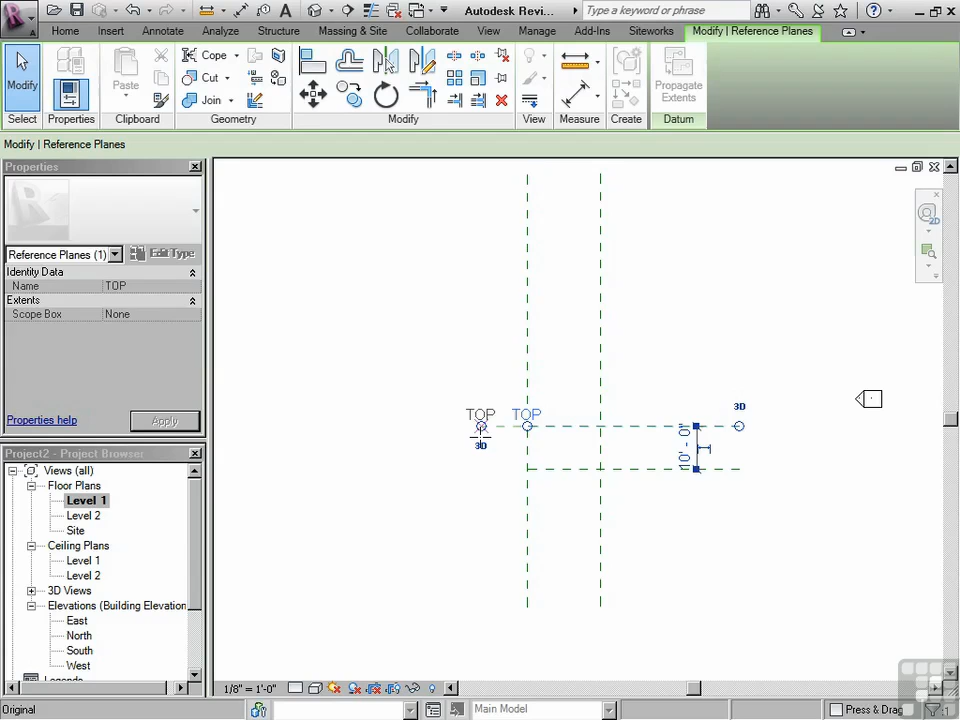 Autodesk Revi...
Type a keyword or phrase
Home
Insert
Annotate
Analyze
Structure
Massing & Site
Collaborate
View
Manage
Add-Ins
Siteworks
Modify | Reference Planes
Modify
Paste
Cope
Cut
Join
Propagate
Extents
Select
Properties
Clipboard
Geometry
Modify
View
Measure
Create
Datum
Modify | Reference Planes
Properties
Reference Planes (1)
Edit Type
Identity Data
Name
TOP
Extents
Scope Box
None
Properties help
Apply
Project2 - Project Browser
Views (all)
Floor Plans
Level 1
Level 2
Site
Ceiling Plans
Level 1
Level 2
3D Views
Elevations (Building Elevation
East
North
South
West
2D
TOP
TOP
3D
3D
10' - 0"
1/8" = 1'-0"
Original
Main Model
Press & Drag
:1